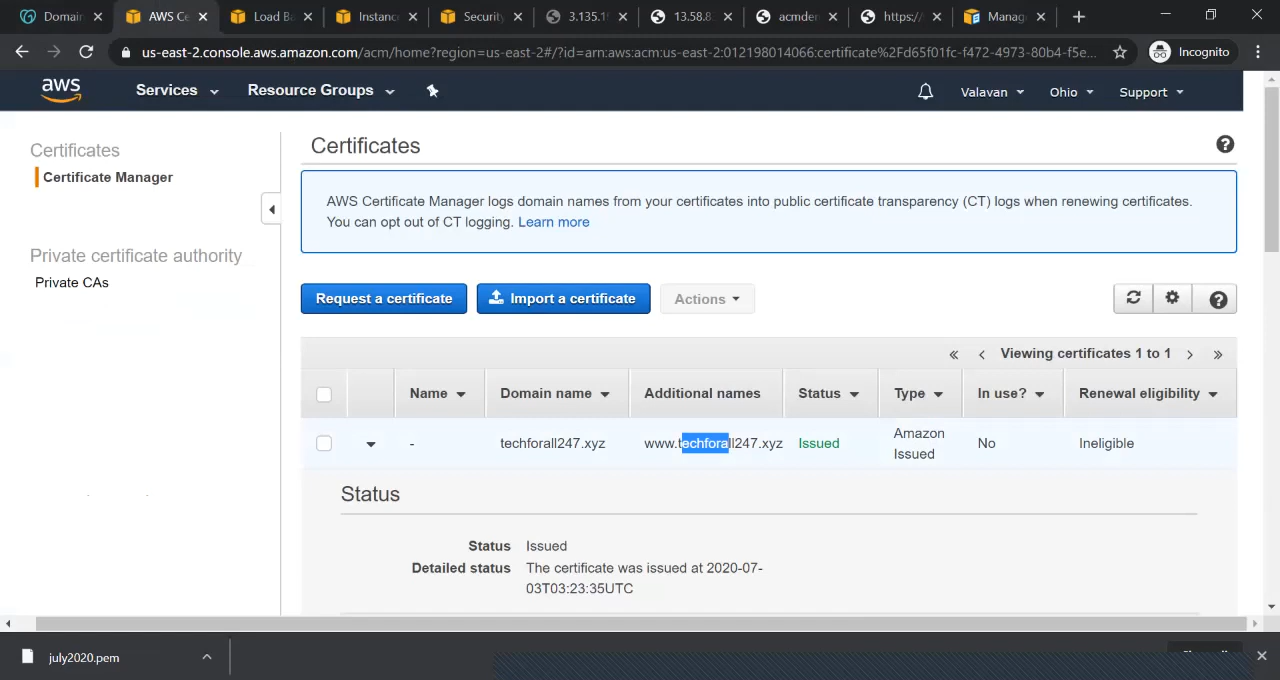 Domain
AWS Ce
Load Ba
Instanc
Security
3.135.1
13.58.8.
acmder
https:/
Manag
us-east-2.console.aws.amazon.com/acm/home?region=us-east-2#/?id=arn:aws:acm:us-east-2:012198014066:certificate%2Fd65f01fc-f472-4973-80b4-f5e...
Incognito
aws
Services
Resource Groups
Valavan
Ohio
Support
Certificates
Certificate Manager
Private certificate authority
Private CAs
Certificates
AWS Certificate Manager logs domain names from your certificates into public certificate transparency (CT) logs when renewing certificates.
You can opt out of CT logging. Learn more
Request a certificate
Import a certificate
Actions
« ‹ Viewing certificates 1 to 1 › »
Name
Domain name
Additional names
Status
Type
In use?
Renewal eligibility
-
techforall247.xyz
www.techforall247.xyz
Issued
Amazon
Issued
No
Ineligible
Status
Status Issued
Detailed status The certificate was issued at 2020-07-
03T03:23:35UTC
july2020.pem